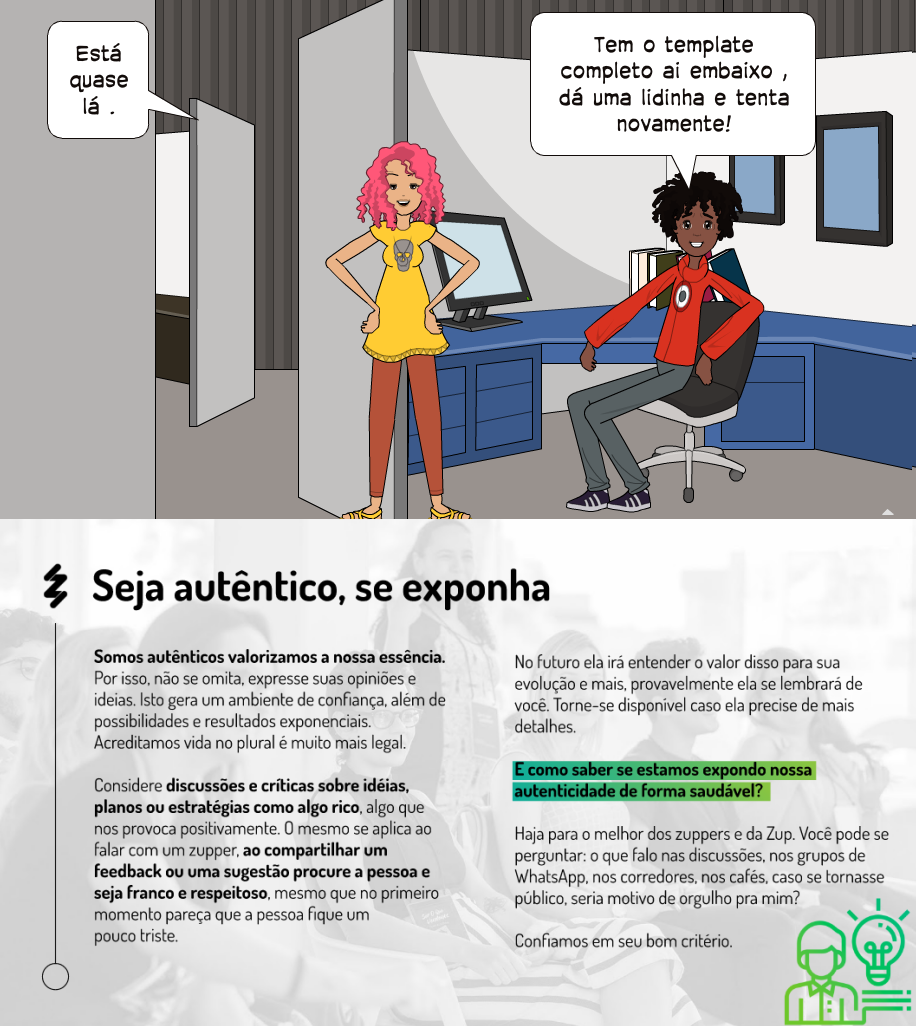 Está
quase
lá .
Tem o template
completo ai embaixo ,
dá uma lidinha e tenta
novamente!
Seja autêntico, se exponha
Somos autênticos valorizamos a nossa essência.
Por isso, não se omita, expresse suas opiniões e
ideias. Isto gera um ambiente de confiança, além de
possibilidades e resultados exponenciais.
Acreditamos vida no plural é muito mais legal.
Considere discussões e críticas sobre idéias,
planos ou estratégias como algo rico, algo que
nos provoca positivamente. O mesmo se aplica ao
falar com um zupper, ao compartilhar um
feedback ou uma sugestão procure a pessoa e
seja franco e respeitoso, mesmo que no primeiro
momento pareça que a pessoa fique um
pouco triste.
No futuro ela irá entender o valor disso para sua
evolução e mais, provavelmente ela se lembrará de
você. Torne-se disponível caso ela precise de mais
detalhes.
E como saber se estamos expondo nossa
autenticidade de forma saudável?
Haja para o melhor dos zuppers e da Zup. Você pode se
perguntar: o que falo nas discussões, nos grupos de
WhatsApp, nos corredores, nos cafés, caso se tornasse
público, seria motivo de orgulho pra mim?
Confiamos em seu bom critério.